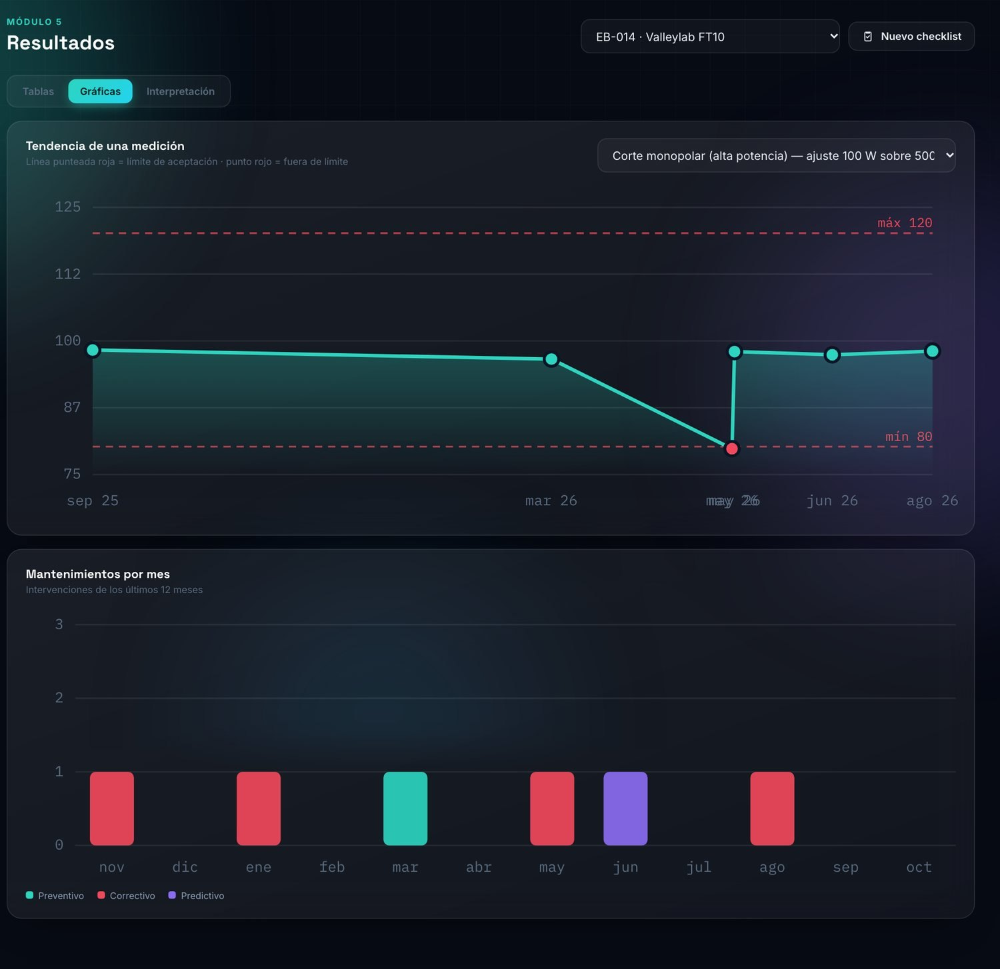 MÓDULO 5
Resultados
EB-014 · Valleylab FT10
Nuevo checklist
Tablas
Gráficas
Interpretación
Tendencia de una medición
Línea punteada roja = límite de aceptación · punto rojo = fuera de límite
Corte monopolar (alta potencia) — ajuste 100 W sobre 500
125
máx 120
112
100
87
mín 80
75
sep 25
mar 26
may 26
may 26
jun 26
ago 26
Mantenimientos por mes
Intervenciones de los últimos 12 meses
3
2
1
0
nov
dic
ene
feb
mar
abr
may
jun
jul
ago
sep
oct
Preventivo
Correctivo
Predictivo